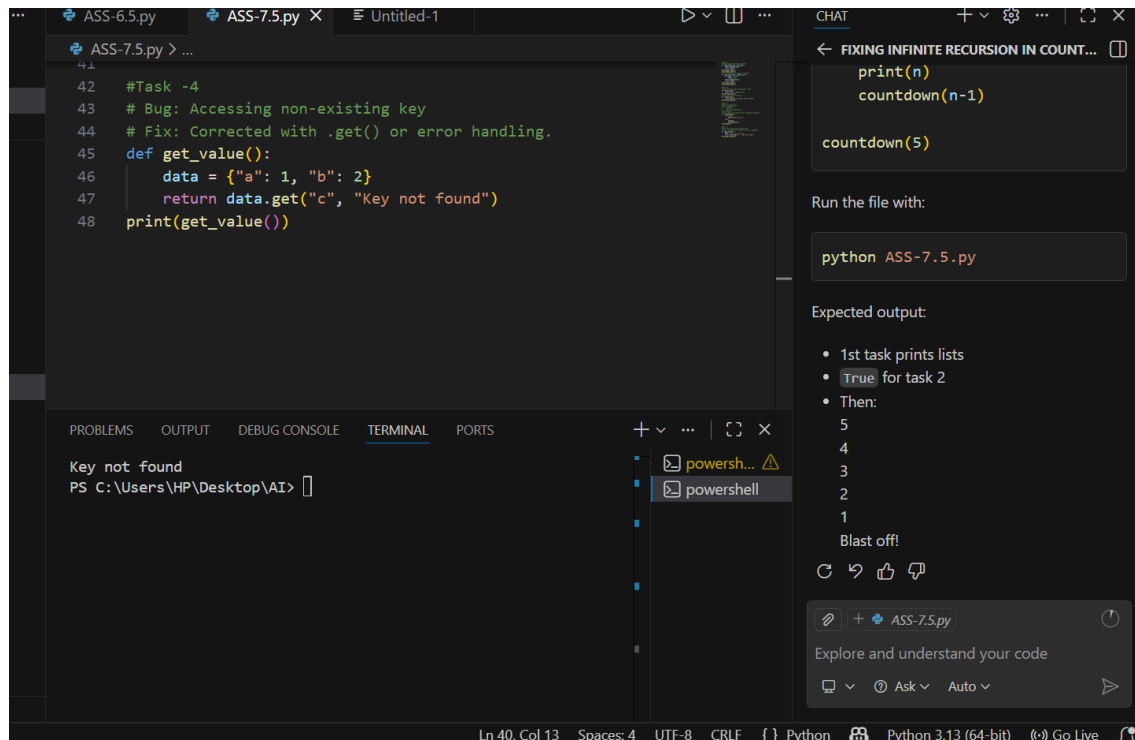 ASS-6.5.py
ASS-7.5.py
Untitled-1
ASS-7.5.py > ...
41
42 #Task -4
43 # Bug: Accessing non-existing key
44 # Fix: Corrected with .get() or error handling.
45 def get_value():
46     data = {"a": 1, "b": 2}
47     return data.get("c", "Key not found")
48 print(get_value())
PROBLEMS OUTPUT DEBUG CONSOLE TERMINAL PORTS
Key not found
PS C:\Users\HP\Desktop\AI>
powersh...
powershell
CHAT
FIXING INFINITE RECURSION IN COUNT...
print(n)
countdown(n-1)
countdown(5)
Run the file with:
python ASS-7.5.py
Expected output:
• 1st task prints lists
• True for task 2
• Then:
5
4
3
2
1
Blast off!
+ ASS-7.5.py
Explore and understand your code
Ask Auto
Ln 40, Col 13 Spaces: 4 UTF-8 CRLF { } Python Python 3.13 (64-bit) Go Live